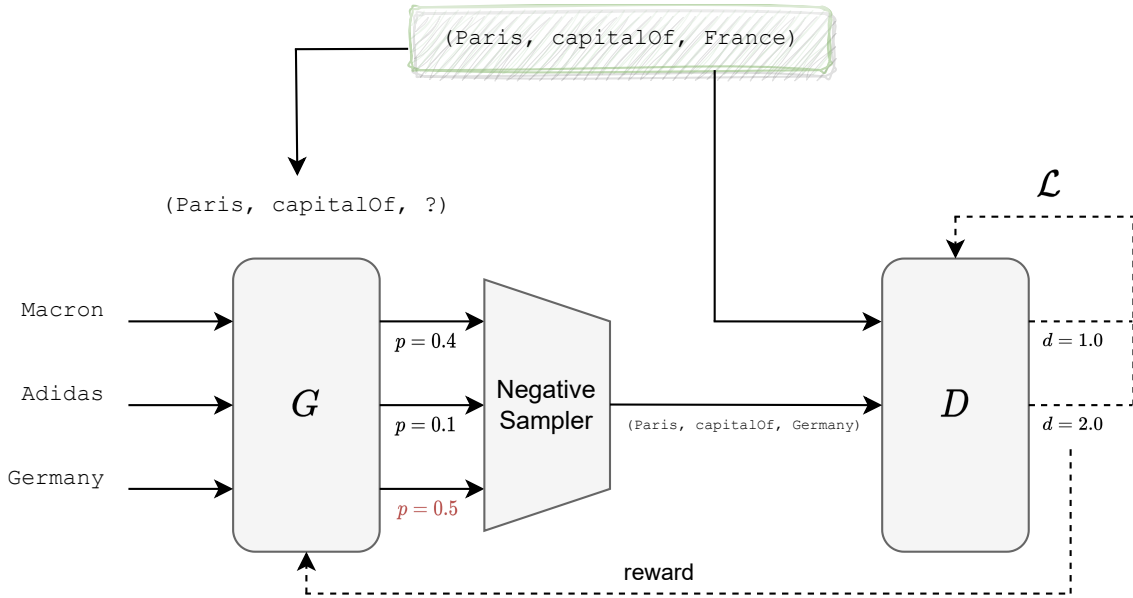 (Paris, capitalOf, France)
(Paris, capitalOf, ?)
ℒ
Macron
p = 0.4
d = 1.0
Adidas
G
p = 0.1
Negative
Sampler
(Paris, capitalOf, Germany)
D
d = 2.0
Germany
p = 0.5
reward